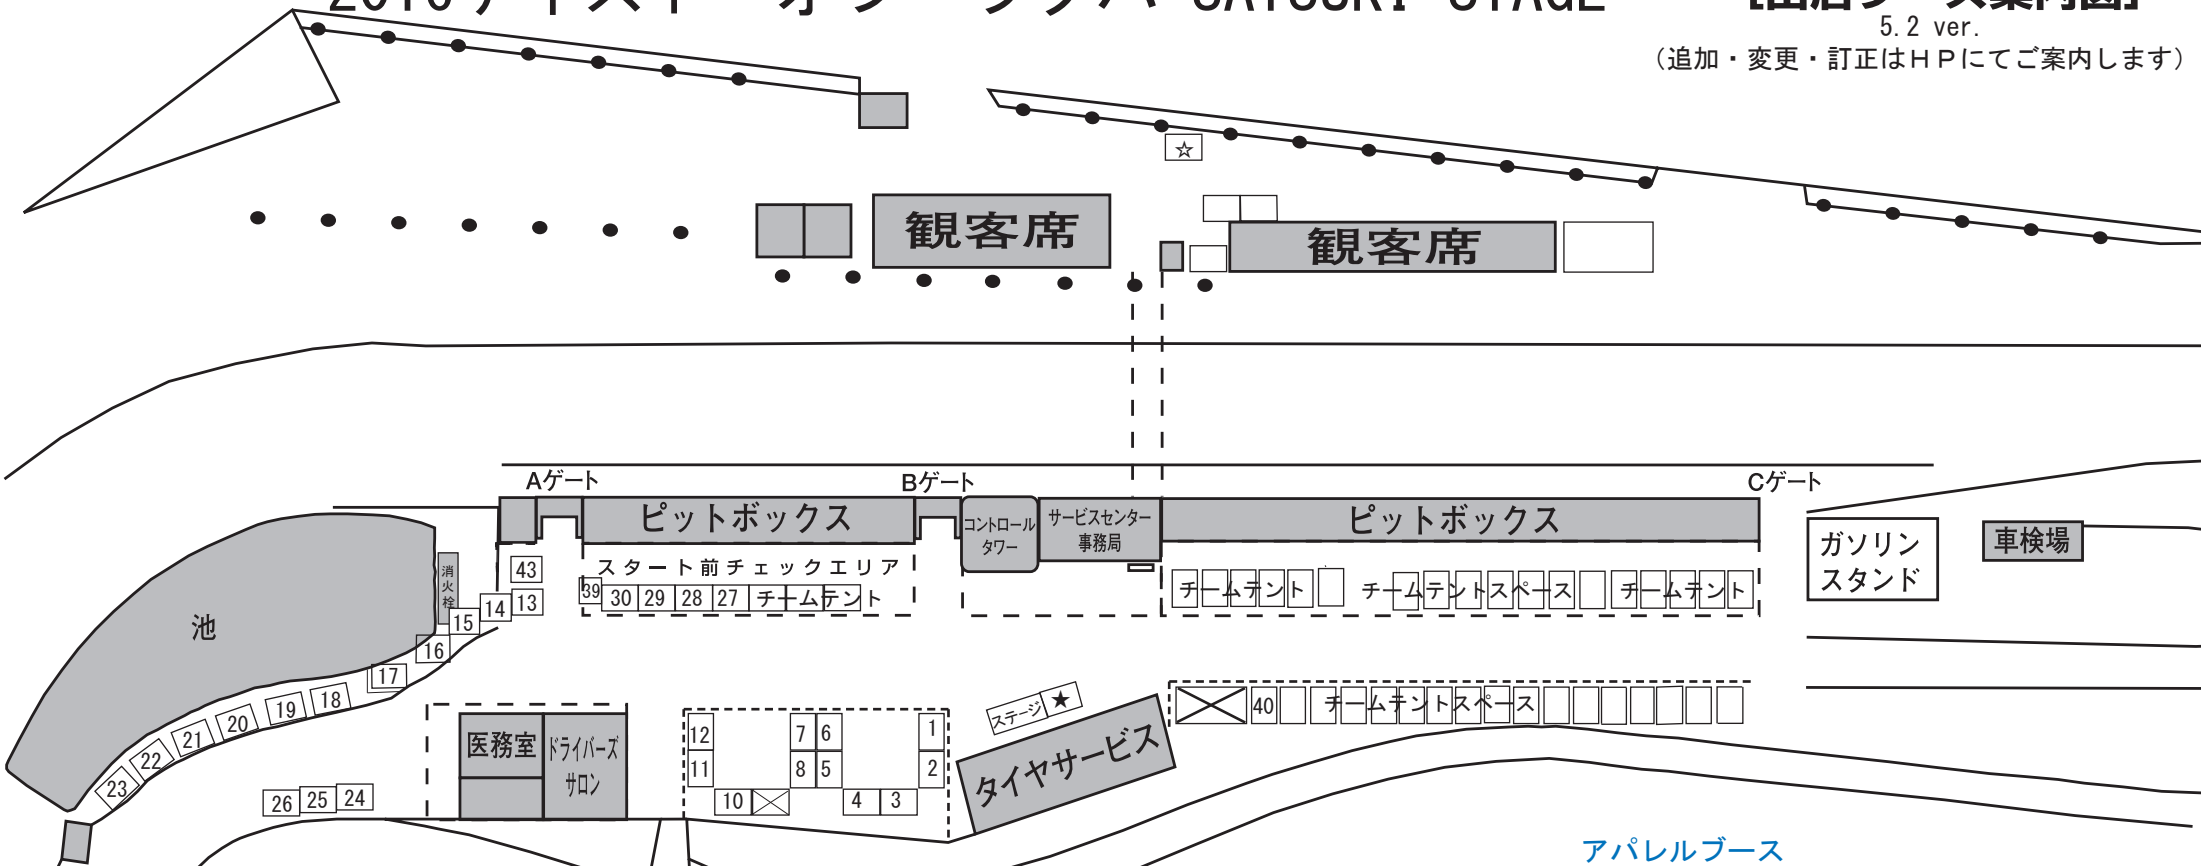 5.2 ver.
（追加・変更・訂正はＨＰにてご案内します）
☆
観客席
観客席
Aゲート
Bゲート
Cゲート
ピットボックス
コントロール
タワー
サービスセンター
事務局
ピットボックス
ガソリン
スタンド
車検場
消火栓
池
スタート前チェックエリア
43
13
14
15
16
17
18
19
20
21
22
23
39
30
29
28
27
チームテント
チームテント
チームテントスペース
チームテント
26
25
24
医務室
ドライバーズ
サロン
12
11
10
7
6
8
5
4
3
1
2
ステージ
★
タイヤサービス
40
チームテントスペース
アパレルブース